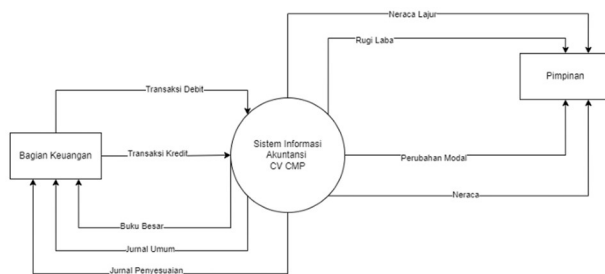 Neraca Lajur
Rugi Laba
Pimpinan
Transaksi Debit
Sistem Informasi
Akuntansi
CV CMP
Bagian Keuangan
Transaksi Kredit
Perubahan Modal
Neraca
Buku Besar
Jurnal Umum
Jurnal Penyesuaian